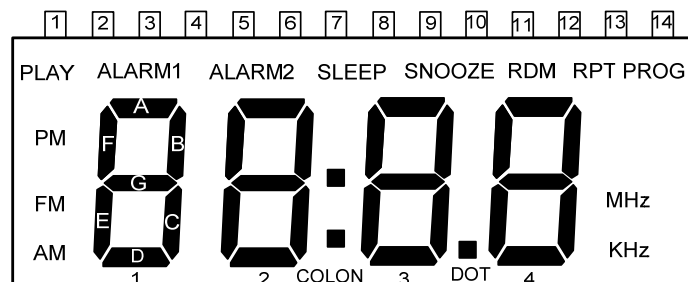 1 2 3 4 5 6 7 8 9 10 11 12 13 14
PLAY ALARM1 ALARM2 SLEEP SNOOZE RDM RPT PROG
A
PM F B
G
FM E C MHz
AM D KHz
1 2 COLON 3 DOT 4